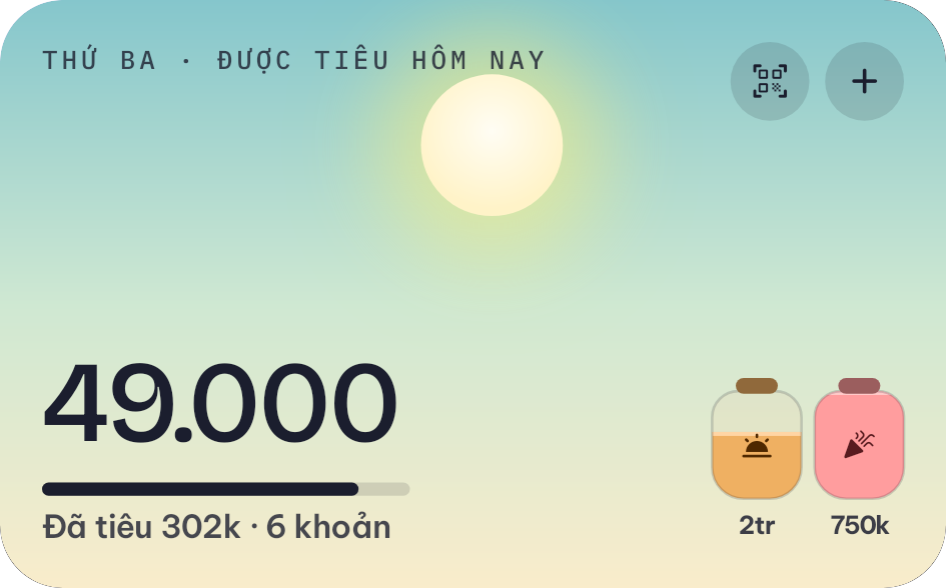 THỨ BA · ĐƯỢC TIÊU HÔM NAY
49.000
Đã tiêu 302k · 6 khoản
2tr
750k